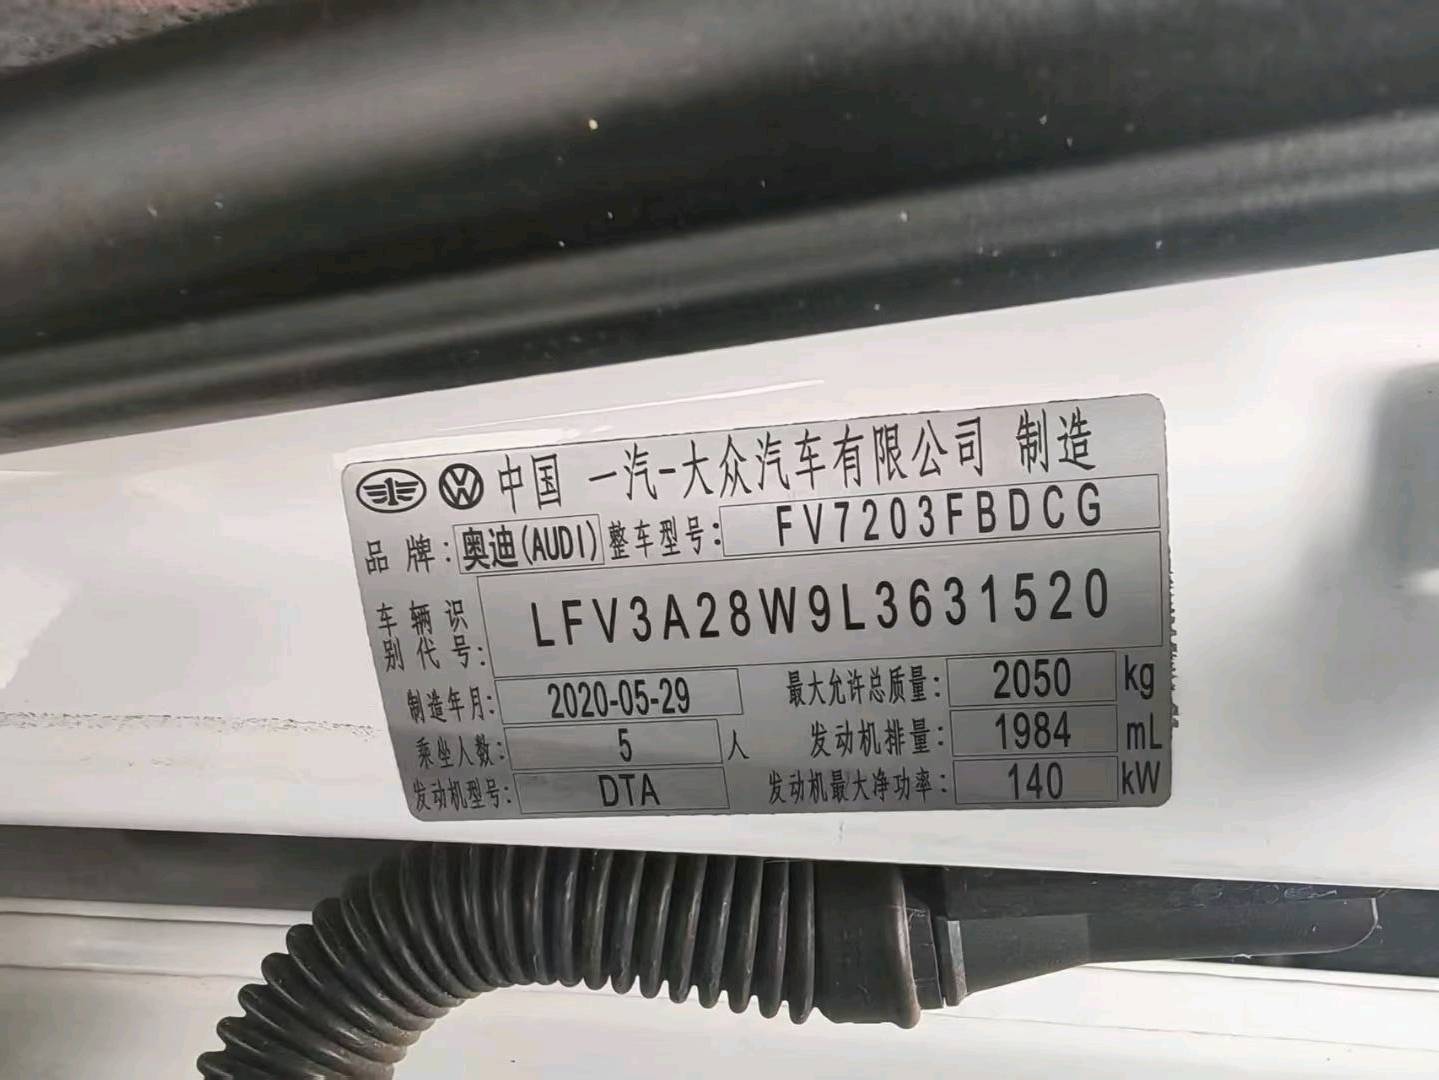 中国 一汽-大众汽车有限公司 制造
品牌: 奥迪(AUDI) 整车型号: FV7203FBDCG
车辆识别代号: LFV3A28W9L3631520
制造年月: 2020-05-29 最大允许总质量: 2050 kg
乘坐人数: 5 人 发动机排量: 1984 mL
发动机型号: DTA 发动机最大净功率: 140 kW